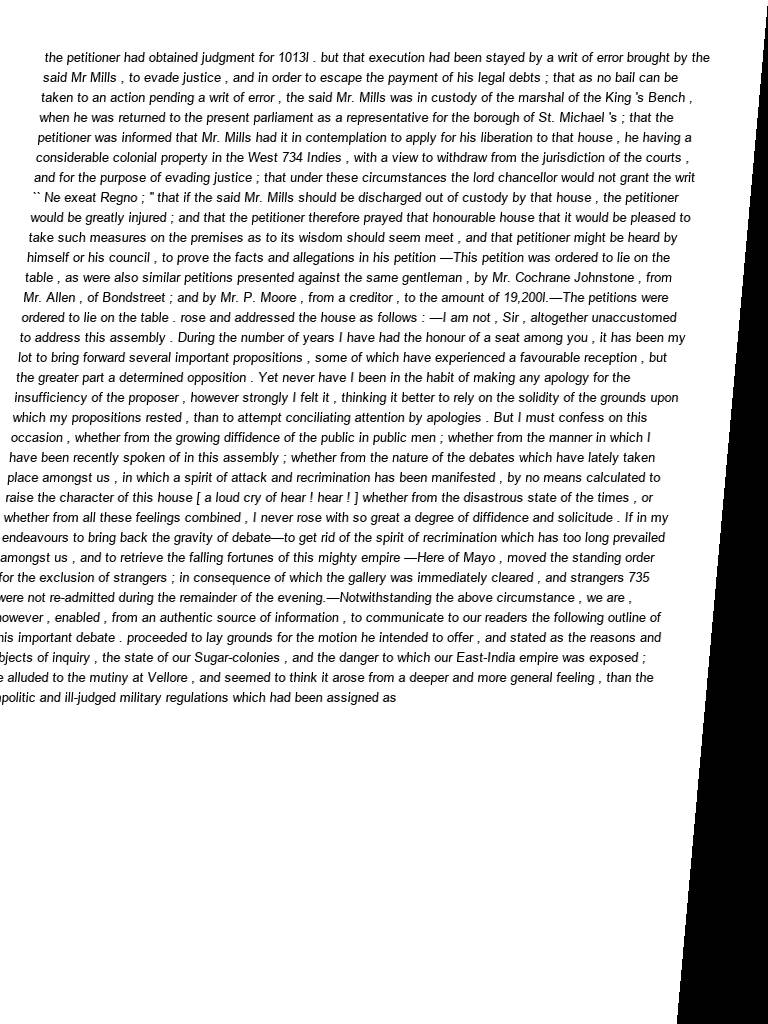 the petitioner had obtained judgment for 1013l . but that execution had been stayed by a writ of error brought by the
said Mr Mills , to evade justice , and in order to escape the payment of his legal debts ; that as no bail can be
taken to an action pending a writ of error , the said Mr. Mills was in custody of the marshal of the King 's Bench ,
when he was returned to the present parliament as a representative for the borough of St. Michael 's ; that the
petitioner was informed that Mr. Mills had it in contemplation to apply for his liberation to that house , he having a
considerable colonial property in the West 734 Indies , with a view to withdraw from the jurisdiction of the courts ,
and for the purpose of evading justice ; that under these circumstances the lord chancellor would not grant the writ
`` Ne exeat Regno ; '' that if the said Mr. Mills should be discharged out of custody by that house , the petitioner
would be greatly injured ; and that the petitioner therefore prayed that honourable house that it would be pleased to
take such measures on the premises as to its wisdom should seem meet , and that petitioner might be heard by
himself or his council , to prove the facts and allegations in his petition —This petition was ordered to lie on the
table , as were also similar petitions presented against the same gentleman , by Mr. Cochrane Johnstone , from
Mr. Allen , of Bondstreet ; and by Mr. P. Moore , from a creditor , to the amount of 19,200l.—The petitions were
ordered to lie on the table . rose and addressed the house as follows : —I am not , Sir , altogether unaccustomed
to address this assembly . During the number of years I have had the honour of a seat among you , it has been my
lot to bring forward several important propositions , some of which have experienced a favourable reception , but
the greater part a determined opposition . Yet never have I been in the habit of making any apology for the
insufficiency of the proposer , however strongly I felt it , thinking it better to rely on the solidity of the grounds upon
which my propositions rested , than to attempt conciliating attention by apologies . But I must confess on this
occasion , whether from the growing diffidence of the public in public men ; whether from the manner in which I
have been recently spoken of in this assembly ; whether from the nature of the debates which have lately taken
place amongst us , in which a spirit of attack and recrimination has been manifested , by no means calculated to
raise the character of this house [ a loud cry of hear ! hear ! ] whether from the disastrous state of the times , or
whether from all these feelings combined , I never rose with so great a degree of diffidence and solicitude . If in my
endeavours to bring back the gravity of debate—to get rid of the spirit of recrimination which has too long prevailed
amongst us , and to retrieve the falling fortunes of this mighty empire —Here of Mayo , moved the standing order
for the exclusion of strangers ; in consequence of which the gallery was immediately cleared , and strangers 735
were not re-admitted during the remainder of the evening.—Notwithstanding the above circumstance , we are ,
however , enabled , from an authentic source of information , to communicate to our readers the following outline of
his important debate . proceeded to lay grounds for the motion he intended to offer , and stated as the reasons and
bjects of inquiry , the state of our Sugar-colonies , and the danger to which our East-India empire was exposed ;
alluded to the mutiny at Vellore , and seemed to think it arose from a deeper and more general feeling , than the
politic and ill-judged military regulations which had been assigned as